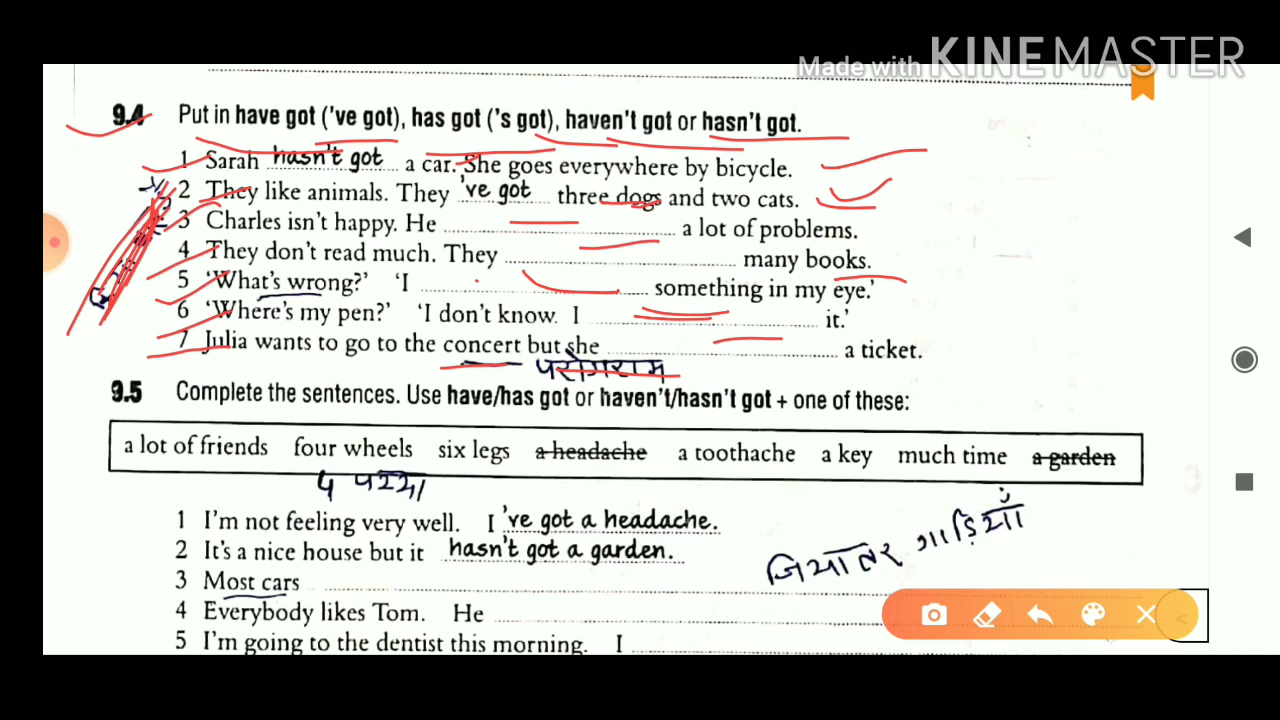 Made with KINEMASTER
9.4 Put in have got ('ve got), has got ('s got), haven't got or hasn't got.
1 Sarah hasn't got a car. She goes everywhere by bicycle.
2 They like animals. They 've got three dogs and two cats.
3 Charles isn't happy. He ........ a lot of problems.
4 They don't read much. They ........ many books.
5 'What's wrong?' 'I ........ something in my eye.'
6 'Where's my pen?' 'I don't know. I ........ it.'
7 Julia wants to go to the concert but she ........ a ticket.
परोगराम
9.5 Complete the sentences. Use have/has got or haven't/hasn't got + one of these:
a lot of friends four wheels six legs a headache a toothache a key much time a garden
1 I'm not feeling very well. I 've got a headache.
2 It's a nice house but it hasn't got a garden.
जियातर गाड़ियाँ
3 Most cars ........
4 Everybody likes Tom. He ........
5 I'm going to the dentist this morning. I ........